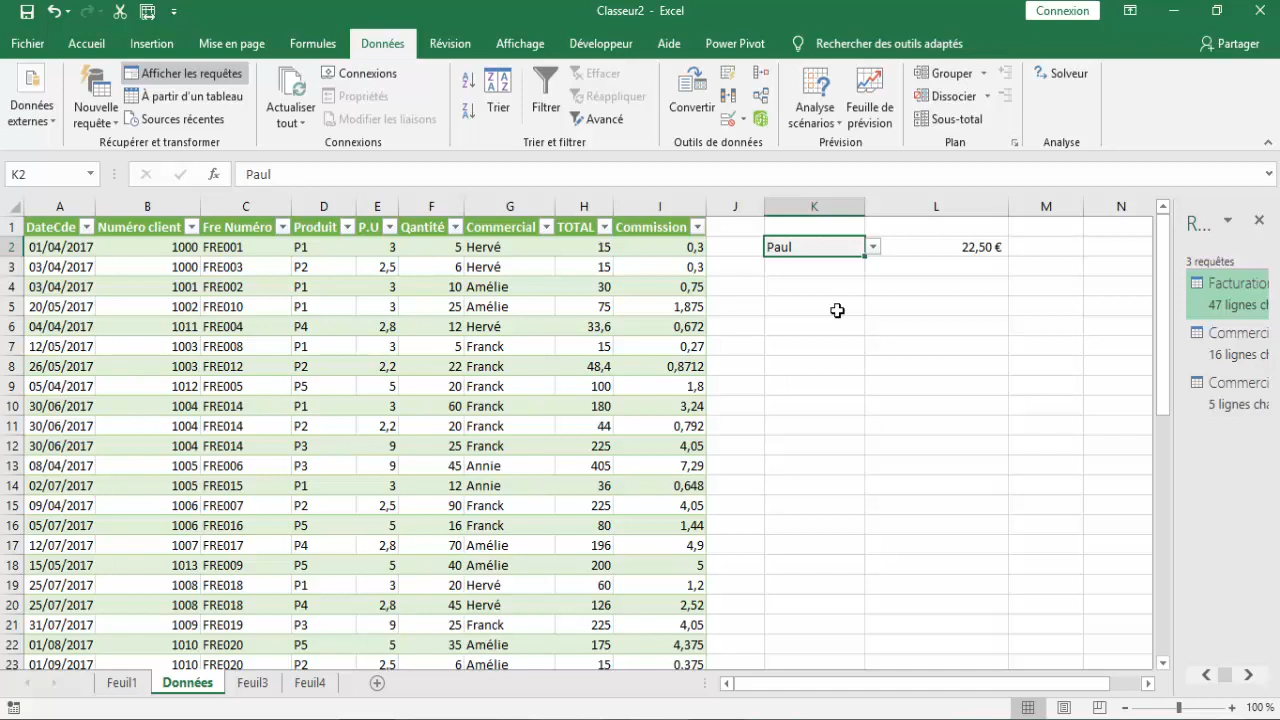 Classeur2 - Excel
Connexion
Fichier Accueil Insertion Mise en page Formules Données Révision Affichage Développeur Aide Power Pivot Rechercher des outils adaptés Partager
Données externes
Nouvelle requête
Afficher les requêtes
À partir d'un tableau
Sources récentes
Récupérer et transformer
Actualiser tout
Connexions
Propriétés
Modifier les liaisons
Connexions
Trier
Filtrer
Effacer
Réappliquer
Avancé
Trier et filtrer
Convertir
Outils de données
Analyse scénarios
Feuille de prévision
Prévision
Grouper
Dissocier
Sous-total
Plan
Solveur
Analyse
K2 fx Paul
A B C D E F G H I J K L M N
1 DateCde Numéro client Fre Numéro Produit P.U Qantité Commercial TOTAL Commission
2 01/04/2017 1000 FRE001 P1 3 5 Hervé 15 0,3 Paul 22,50 €
3 03/04/2017 1000 FRE003 P2 2,5 6 Hervé 15 0,3
4 03/04/2017 1001 FRE002 P1 3 10 Amélie 30 0,75
5 20/05/2017 1002 FRE010 P1 3 25 Amélie 75 1,875
6 04/04/2017 1011 FRE004 P4 2,8 12 Hervé 33,6 0,672
7 12/05/2017 1003 FRE008 P1 3 5 Franck 15 0,27
8 26/05/2017 1003 FRE012 P2 2,2 22 Franck 48,4 0,8712
9 05/04/2017 1012 FRE005 P5 5 20 Franck 100 1,8
10 30/06/2017 1004 FRE014 P1 3 60 Franck 180 3,24
11 30/06/2017 1004 FRE014 P2 2,2 20 Franck 44 0,792
12 30/06/2017 1004 FRE014 P3 9 25 Franck 225 4,05
13 08/04/2017 1005 FRE006 P3 9 45 Annie 405 7,29
14 02/07/2017 1005 FRE015 P1 3 12 Annie 36 0,648
15 09/04/2017 1006 FRE007 P2 2,5 90 Franck 225 4,05
16 05/07/2017 1006 FRE016 P5 5 16 Franck 80 1,44
17 12/07/2017 1007 FRE017 P4 2,8 70 Amélie 196 4,9
18 15/05/2017 1013 FRE009 P5 5 40 Amélie 200 5
19 25/07/2017 1008 FRE018 P1 3 20 Hervé 60 1,2
20 25/07/2017 1008 FRE018 P4 2,8 45 Hervé 126 2,52
21 31/07/2017 1009 FRE019 P3 9 25 Franck 225 4,05
22 01/08/2017 1010 FRE020 P5 5 35 Amélie 175 4,375
23 01/09/2017 1010 FRE020 P2 2,5 6 Amélie 15 0,375
R...
3 requêtes
Facturatio
47 lignes ch
Commerci
16 lignes ch
Commerci
5 lignes cha
Feuil1 Données Feuil3 Feuil4
100 %